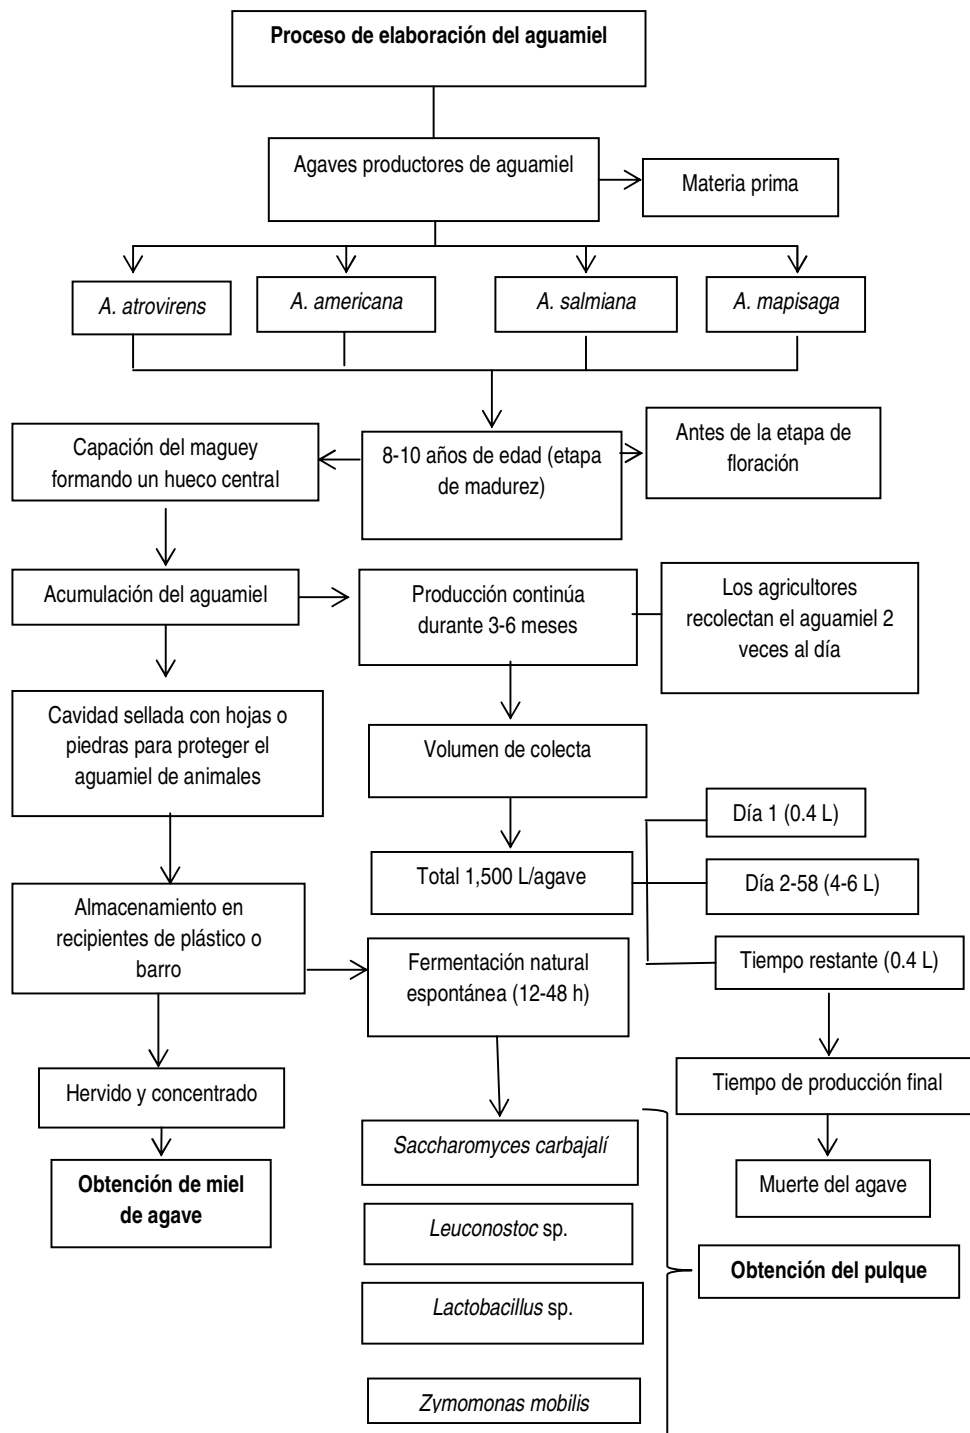 Proceso de elaboración del aguamiel
Agaves productores de aguamiel
Materia prima
A. atrovirens
A. americana
A. salmiana
A. mapisaga
Capación del maguey
formando un hueco central
8-10 años de edad (etapa
de madurez)
Antes de la etapa de
floración
Acumulación del aguamiel
Producción continúa
durante 3-6 meses
Los agricultores
recolectan el aguamiel 2
veces al día
Cavidad sellada con hojas o
piedras para proteger el
aguamiel de animales
Volumen de colecta
Total 1,500 L/agave
Día 1 (0.4 L)
Día 2-58 (4-6 L)
Tiempo restante (0.4 L)
Almacenamiento en
recipientes de plástico o
barro
Fermentación natural
espontánea (12-48 h)
Hervido y concentrado
Tiempo de producción final
Obtención de miel
de agave
Saccharomyces carbajalí
Muerte del agave
Leuconostoc sp.
Obtención del pulque
Lactobacillus sp.
Zymomonas mobilis